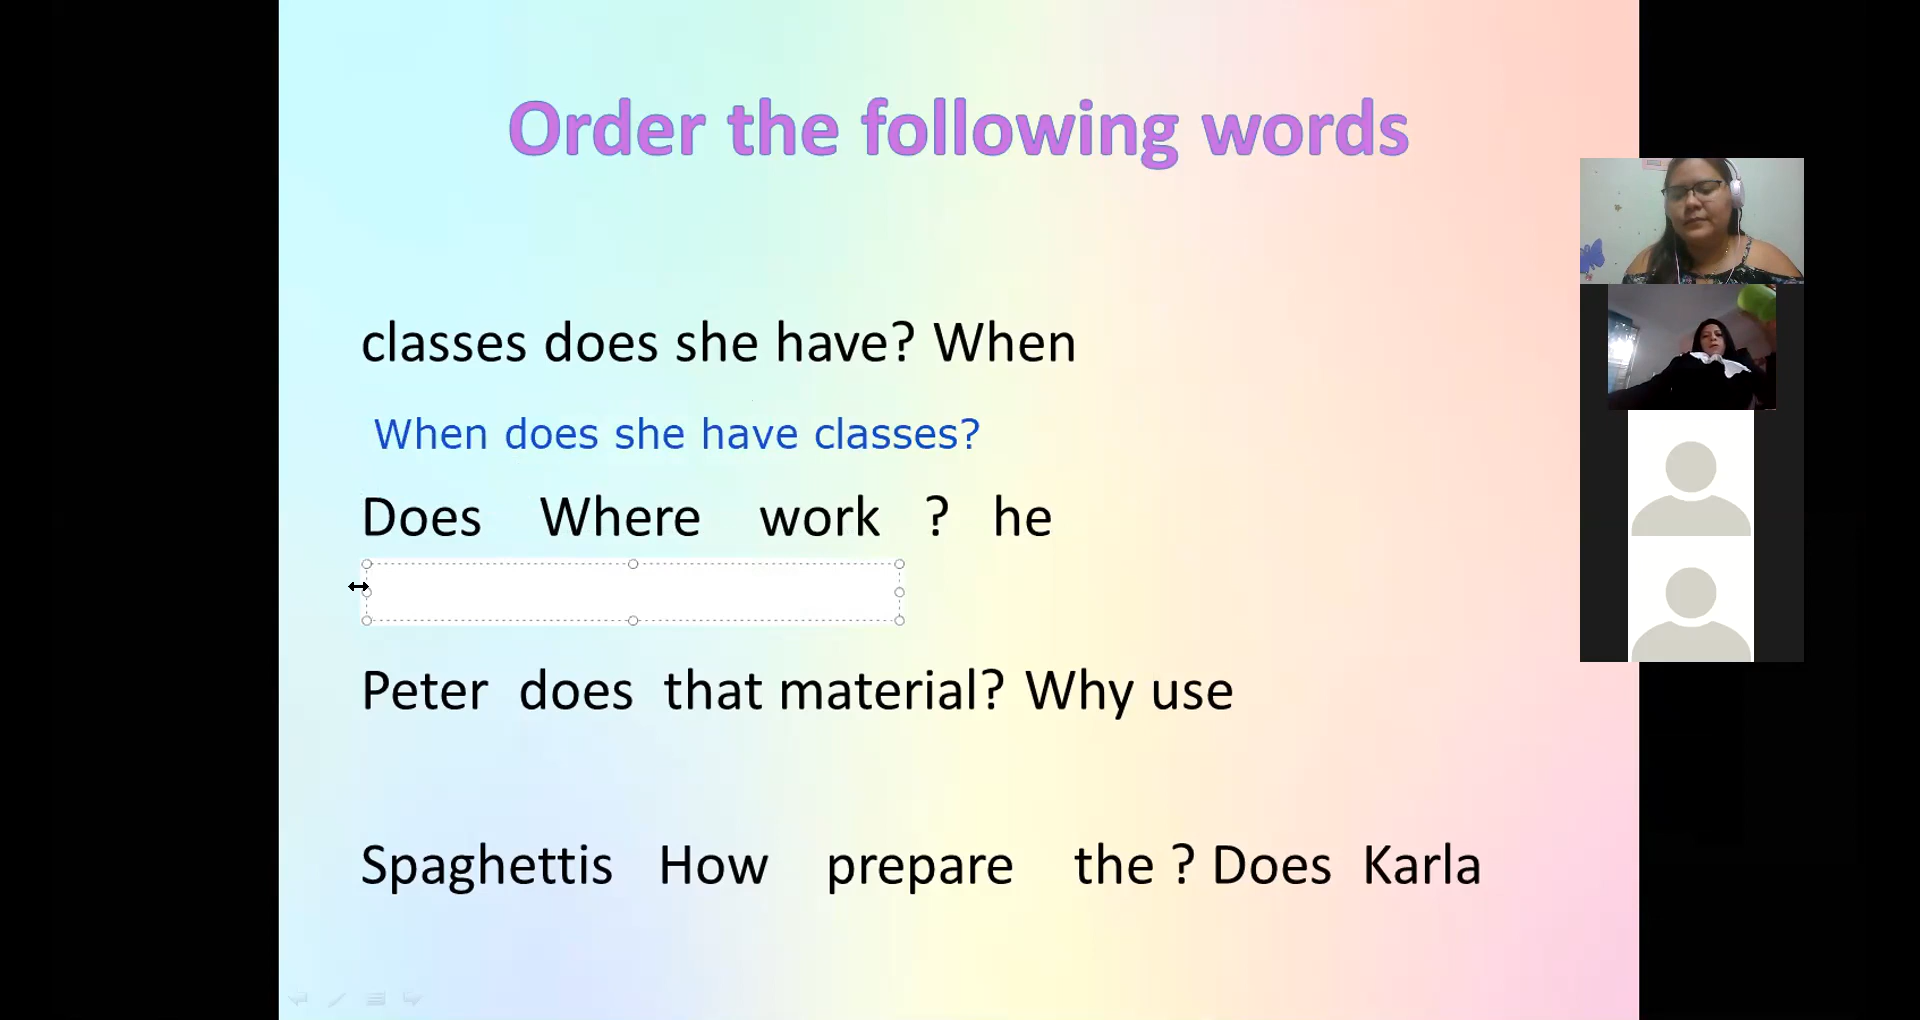 Order the following words
classes does she have? When
When does she have classes?
Does Where work ? he
Peter does that material? Why use
Spaghettis How prepare the ? Does Karla